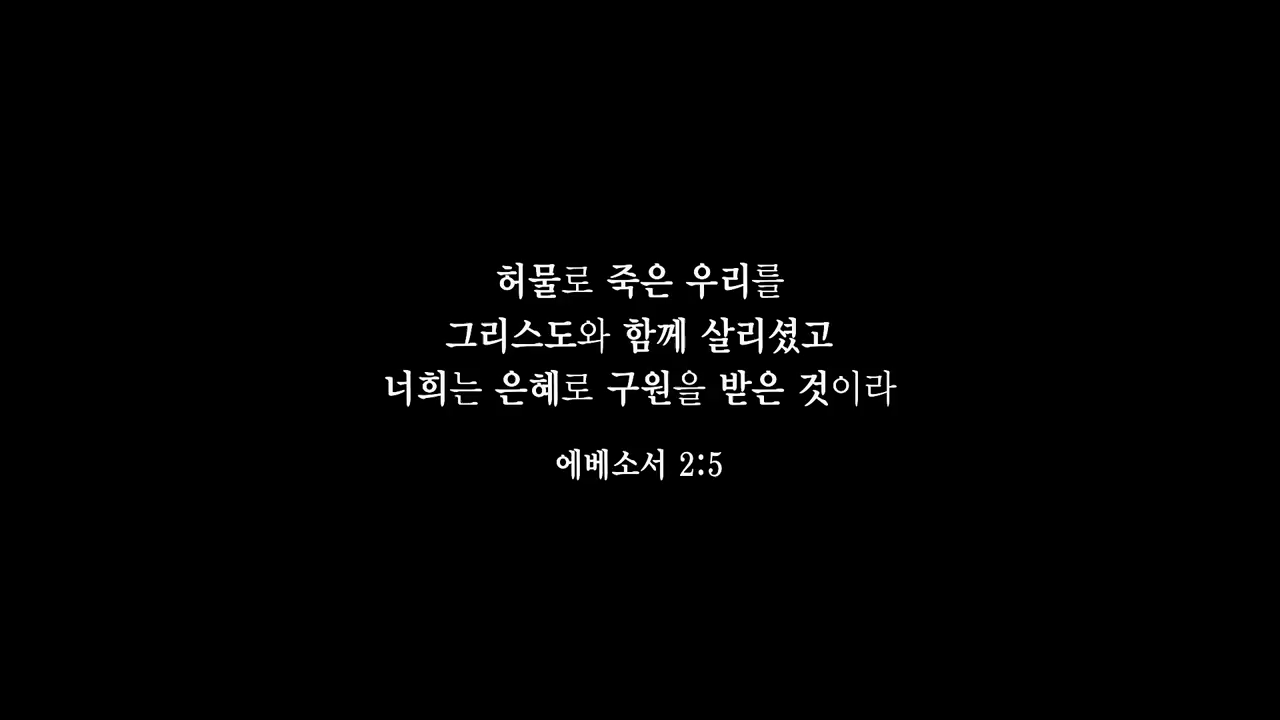 허물로 죽은 우리를
그리스도와 함께 살리셨고
너희는 은혜로 구원을 받은 것이라
에베소서 2:5